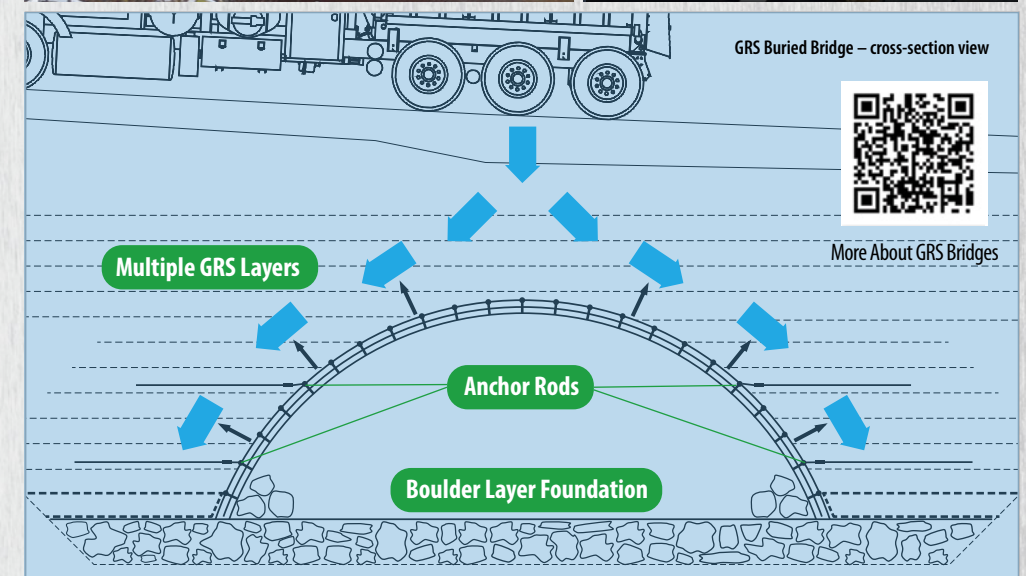 GRS Buried Bridge – cross-section view
More About GRS Bridges
Multiple GRS Layers
Anchor Rods
Boulder Layer Foundation